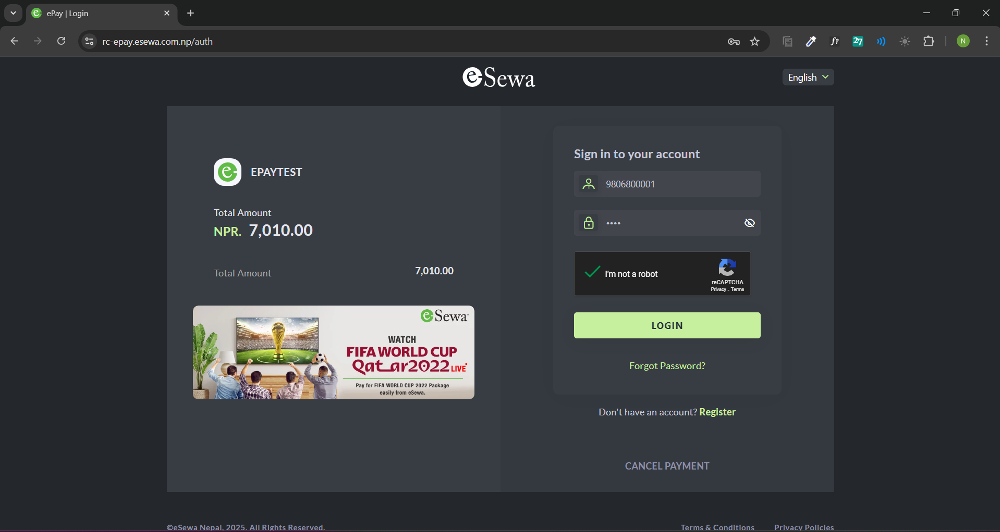 ePay | Login
rc-epay.esewa.com.np/auth
f?
27
N
eSewa
English
EPAYTEST
Total Amount
NPR. 7,010.00
Total Amount 7,010.00
eSewa™
WATCH
FIFA WORLD CUP
Qatar2022 LIVE
Pay for FIFA WORLD CUP 2022 Package
easily from eSewa.
Sign in to your account
9806800001
••••
I'm not a robot
reCAPTCHA
Privacy - Terms
LOGIN
Forgot Password?
Don't have an account? Register
CANCEL PAYMENT
©eSewa Nepal, 2025. All Rights Reserved.
Terms & Conditions Privacy Policies